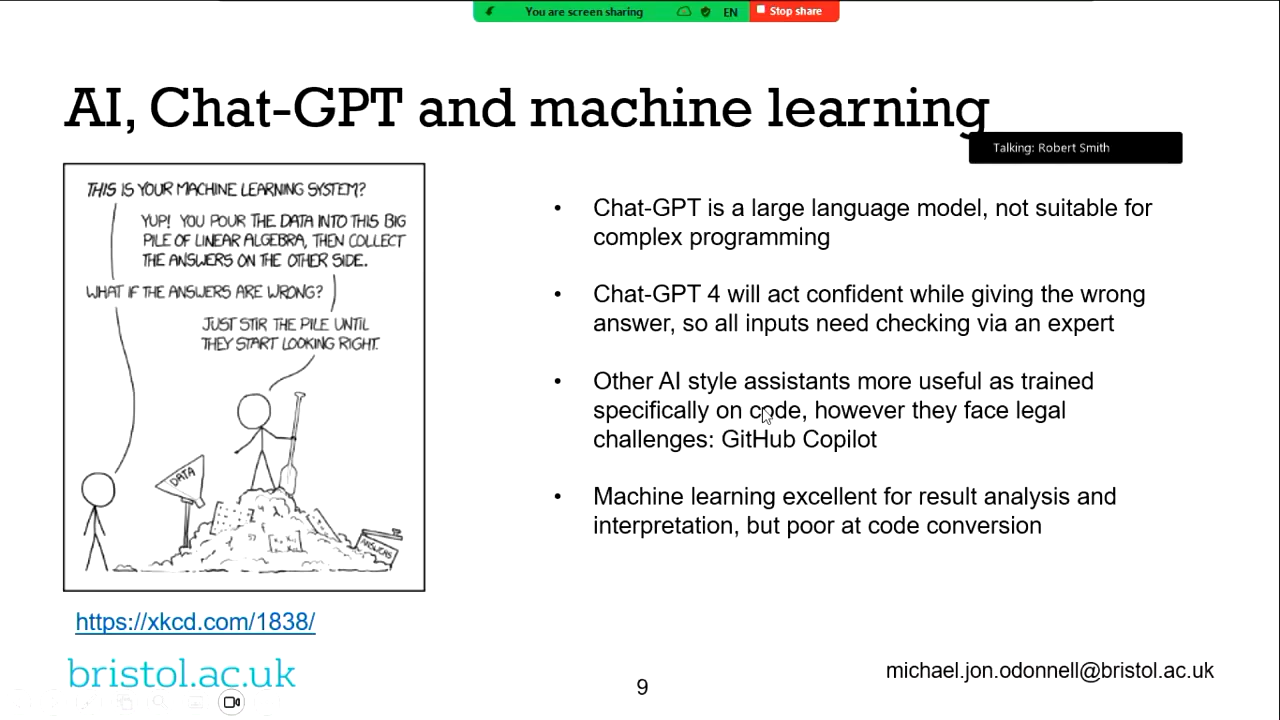 You are screen sharing EN Stop share
AI, Chat-GPT and machine learning
Talking: Robert Smith
THIS IS YOUR MACHINE LEARNING SYSTEM?
YUP! YOU POUR THE DATA INTO THIS BIG
PILE OF LINEAR ALGEBRA, THEN COLLECT
THE ANSWERS ON THE OTHER SIDE.
WHAT IF THE ANSWERS ARE WRONG?
JUST STIR THE PILE UNTIL
THEY START LOOKING RIGHT.
DATA
ANSWERS
https://xkcd.com/1838/
• Chat-GPT is a large language model, not suitable for
complex programming
• Chat-GPT 4 will act confident while giving the wrong
answer, so all inputs need checking via an expert
• Other AI style assistants more useful as trained
specifically on code, however they face legal
challenges: GitHub Copilot
• Machine learning excellent for result analysis and
interpretation, but poor at code conversion
bristol.ac.uk
9
michael.jon.odonnell@bristol.ac.uk